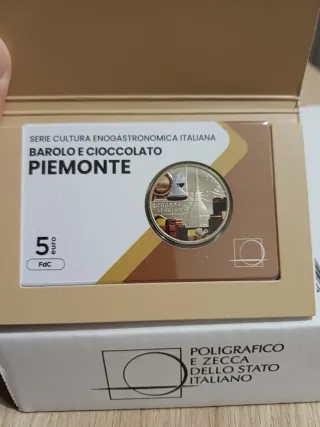 SERIE CULTURA ENOGASTRONOMICA ITALIANA
BAROLO E CIOCCOLATO
PIEMONTE
5
euro
FdC
POLIGRAFICO
E ZECCA
DELLO STATO
ITALIANO